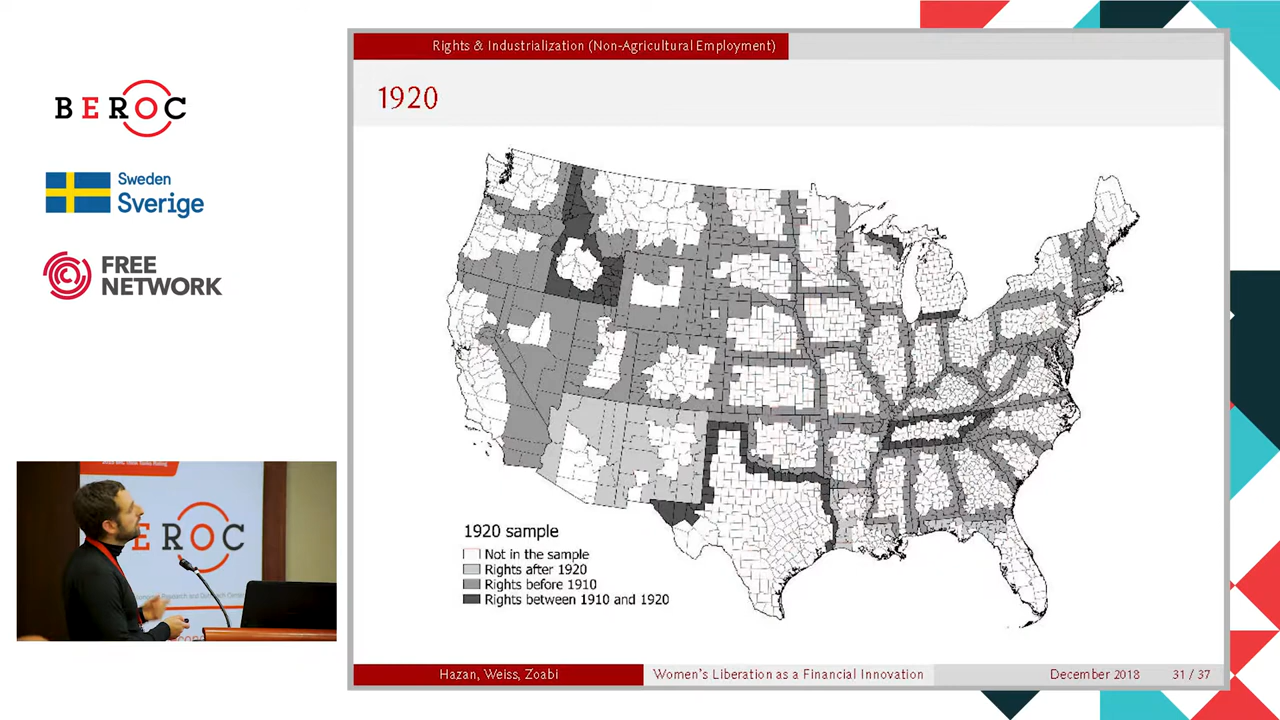 BEROC
Sweden
Sverige
FREE
NETWORK
Rights & Industrialization (Non-Agricultural Employment)
1920
1920 sample
Not in the sample
Rights after 1920
Rights before 1910
Rights between 1910 and 1920
EROC
Hazan, Weiss, Zoabi
Women's Liberation as a Financial Innovation
December 2018
31 / 37